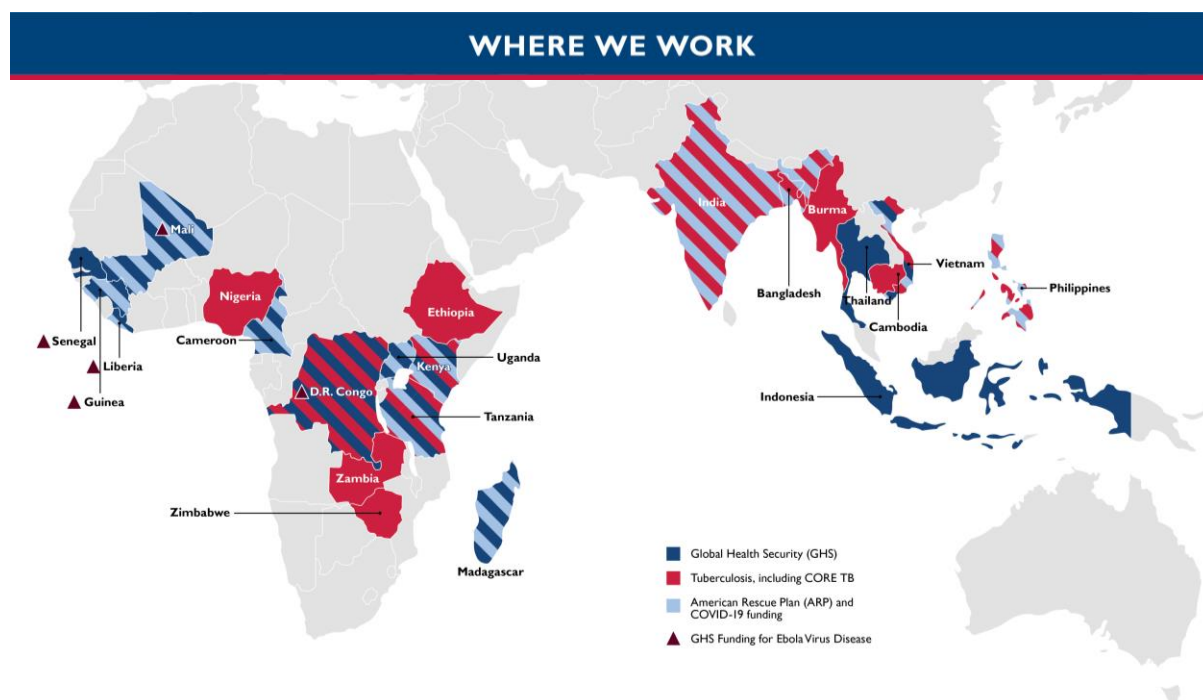 WHERE WE WORK
India
Burma
Mali
Vietnam
Bangladesh
Thailand
Philippines
Nigeria
Ethiopia
Cambodia
Senegal
Cameroon
Uganda
Liberia
Kenya
D.R. Congo
Indonesia
Guinea
Tanzania
Zambia
Zimbabwe
Madagascar
Global Health Security (GHS)
Tuberculosis, including CORE TB
American Rescue Plan (ARP) and
COVID-19 funding
GHS Funding for Ebola Virus Disease